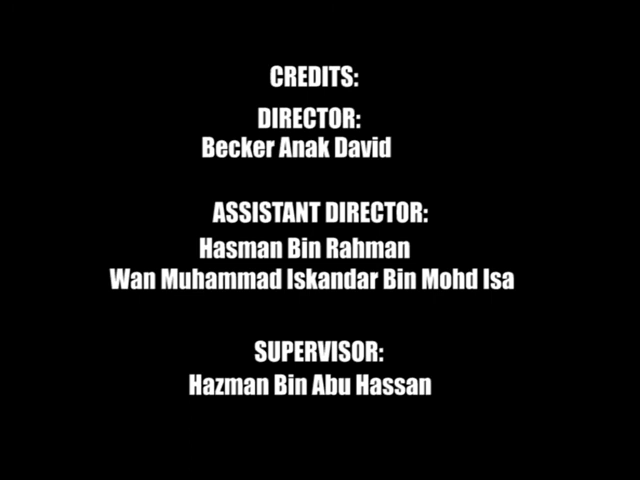 CREDITS:
DIRECTOR:
Becker Anak David
ASSISTANT DIRECTOR:
Hasman Bin Rahman
Wan Muhammad Iskandar Bin Mohd Isa
SUPERVISOR:
Hazman Bin Abu Hassan